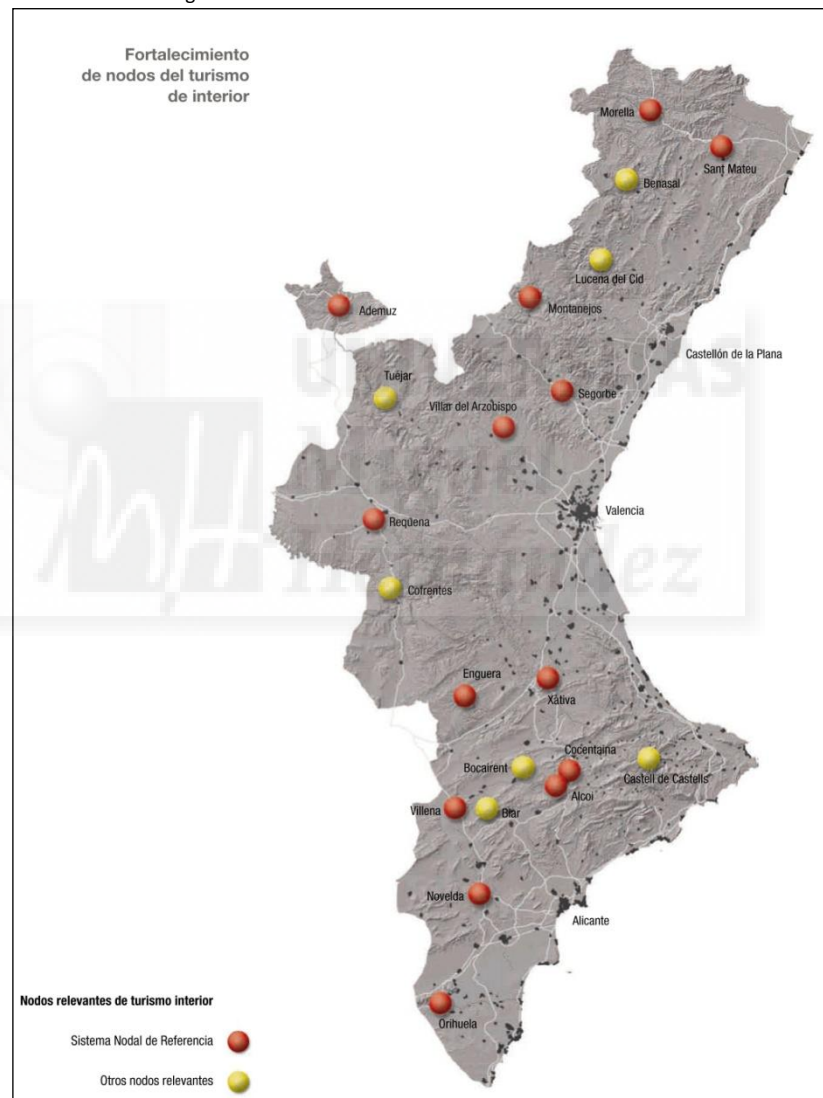 Fortalecimiento
de nodos del turismo
de interior
Morella
Sant Mateu
Benasal
Lucena del Cid
Montanejos
Ademuz
Castellón de la Plana
Tuéjar
Segorbe
Villar del Arzobispo
Valencia
Reqüena
Hernandez
Cofrentes
Enguera
Xàtiva
Cocentaina
Bocairent
Castell de Castells
Alcoi
Villena
Biar
Novelda
Alicante
Nodos relevantes de turismo interior
Orihuela
Sistema Nodal de Referencia
Otros nodos relevantes